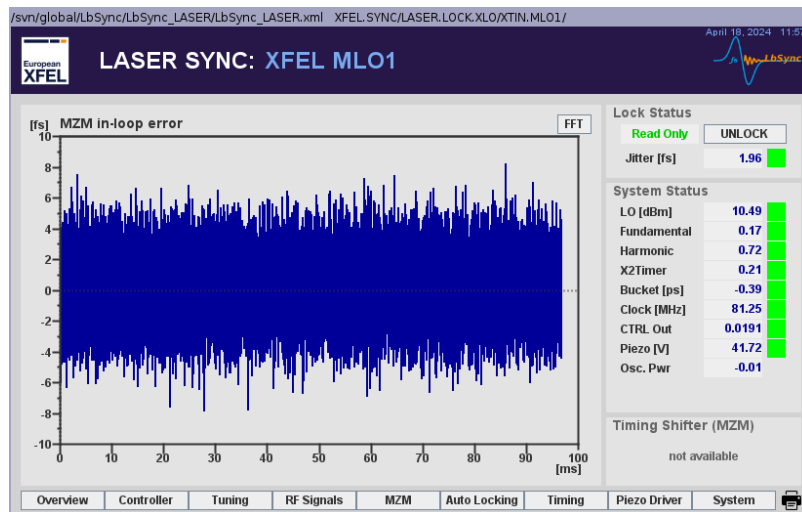 /svn/global/LbSync/LbSync_LASER/LbSync_LASER.xml XFEL.SYNC/LASER.LOCK.XLO/XTIN.MLO1/
April 18, 2024 11:57
European
XFEL
LASER SYNC: XFEL MLO1
fs
LbSync
[fs] MZM in-loop error
FFT
10
8
6
4
2
0
-2
-4
-6
-8
-10
0 10 20 30 40 50 60 70 80 90 100
[ms]
Lock Status
Read Only UNLOCK
Jitter [fs] 1.96
System Status
LO [dBm] 10.49
Fundamental 0.17
Harmonic 0.72
X2Timer 0.21
Bucket [ps] -0.39
Clock [MHz] 81.25
CTRL Out 0.0191
Piezo [V] 41.72
Osc. Pwr -0.01
Timing Shifter (MZM)
not available
Overview Controller Tuning RF Signals MZM Auto Locking Timing Piezo Driver System